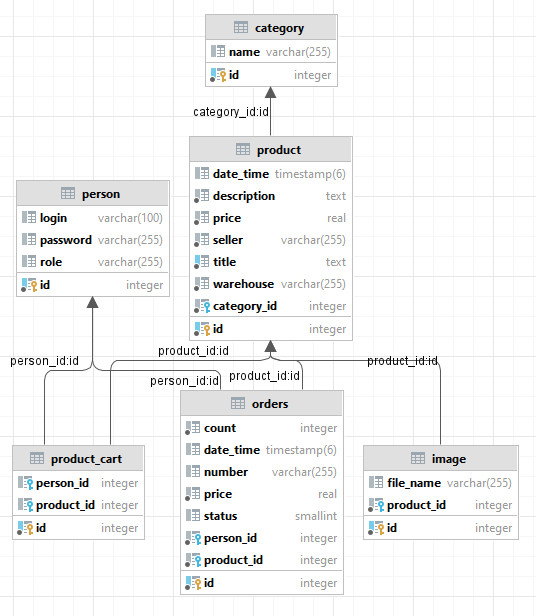 category
name varchar(255)
id integer
category_id:id
product
date_time timestamp(6)
description text
price real
seller varchar(255)
title text
warehouse varchar(255)
category_id integer
id integer
person
login varchar(100)
password varchar(255)
role varchar(255)
id integer
product_id:id
person_id:id
product_id:id
product_id:id
person_id:id
orders
count integer
date_time timestamp(6)
number varchar(255)
price real
status smallint
person_id integer
product_id integer
id integer
product_cart
person_id integer
product_id integer
id integer
image
file_name varchar(255)
product_id integer
id integer